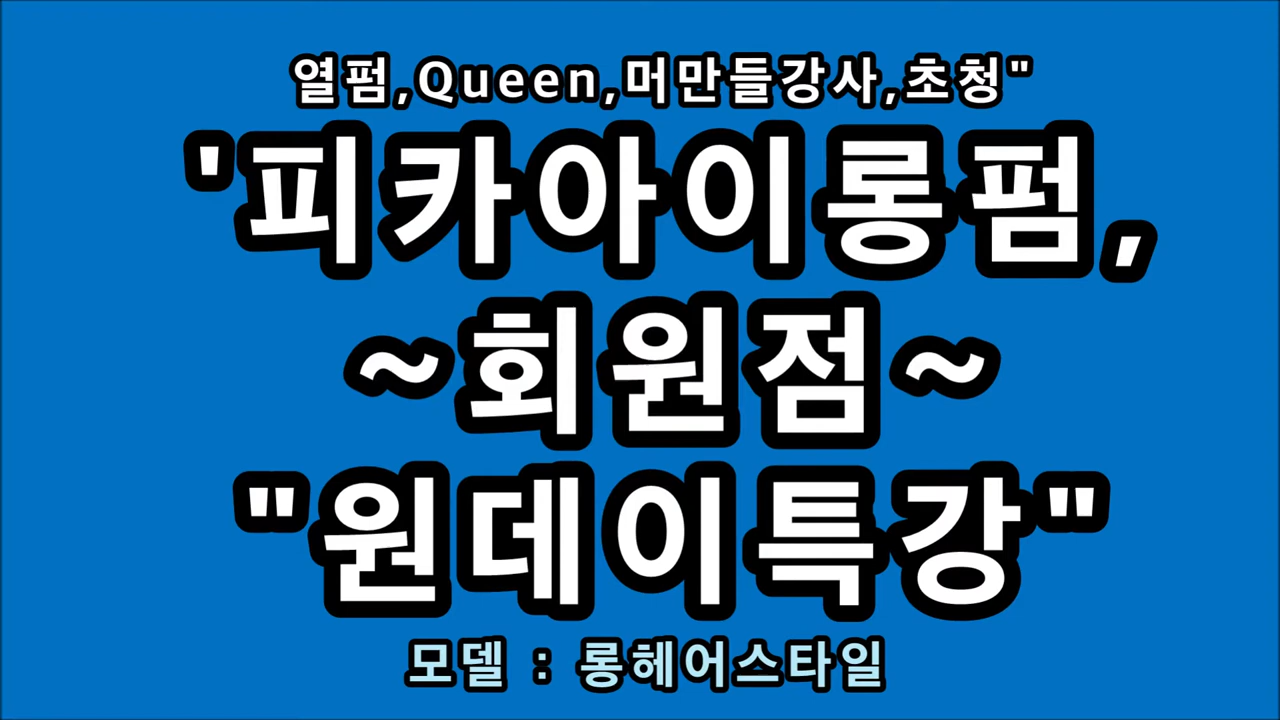 열펌,Queen,머만들강사,초청"
'피카아이롱펌,
~회원점~
"원데이특강"
모델 : 롱헤어스타일